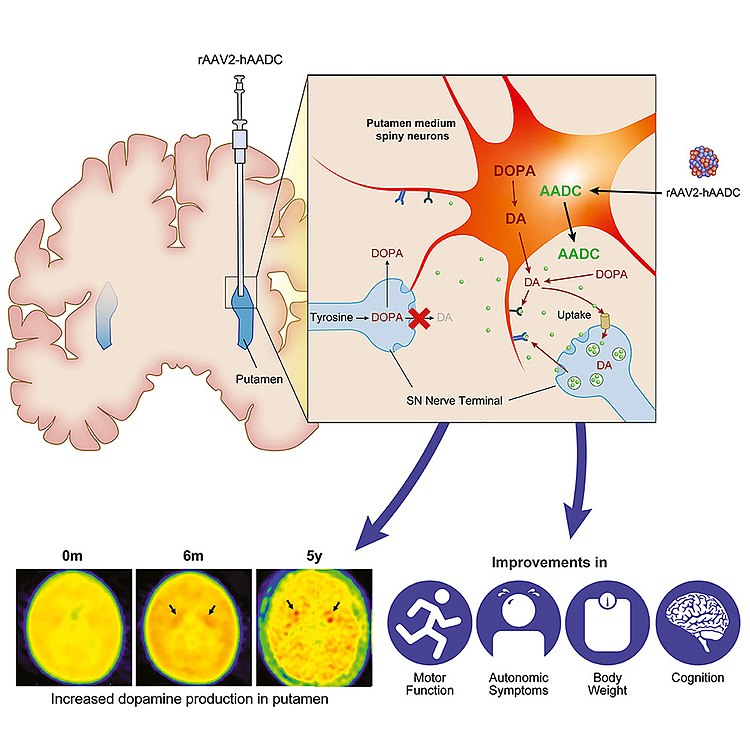 rAAV2-hAADC
Putamen medium
spiny neurons
DOPA
AADC
rAAV2-hAADC
DA
AADC
DOPA
DA
DOPA
Tyrosine
DOPA
DA
Uptake
DA
Putamen
SN Nerve Terminal
0m
6m
5y
Increased dopamine production in putamen
Improvements in
Motor
Function
Autonomic
Symptoms
Body
Weight
Cognition